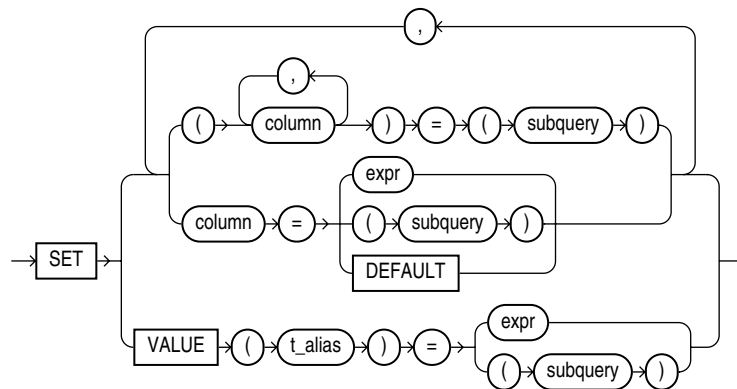 ,
,
( column ) = ( subquery )
expr
column = ( subquery )
DEFAULT
SET
VALUE ( t_alias ) = expr
( subquery )